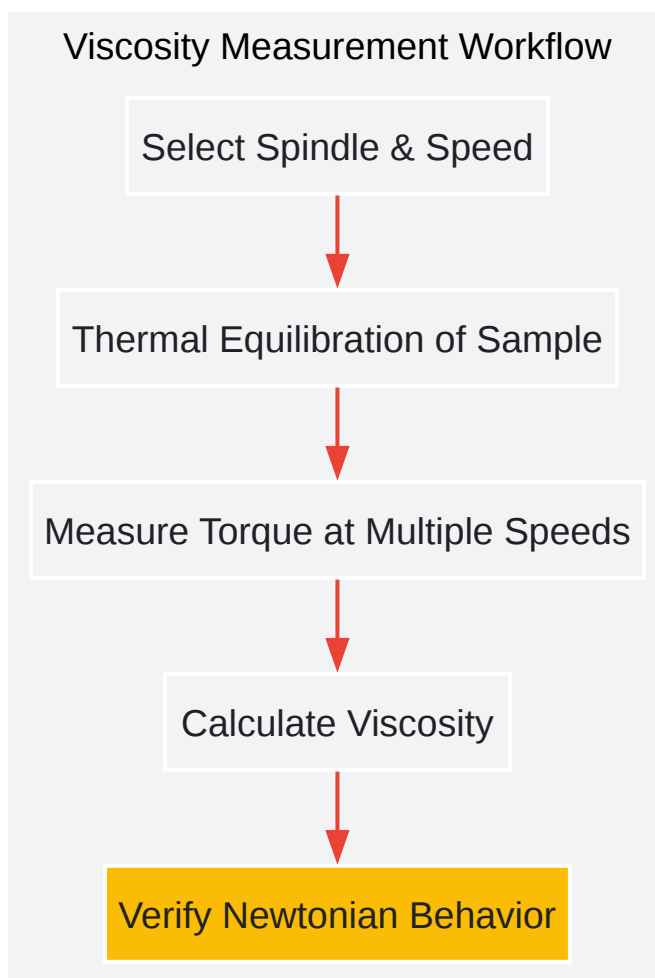 Viscosity Measurement Workflow
Select Spindle & Speed
Thermal Equilibration of Sample
Measure Torque at Multiple Speeds
Calculate Viscosity
Verify Newtonian Behavior